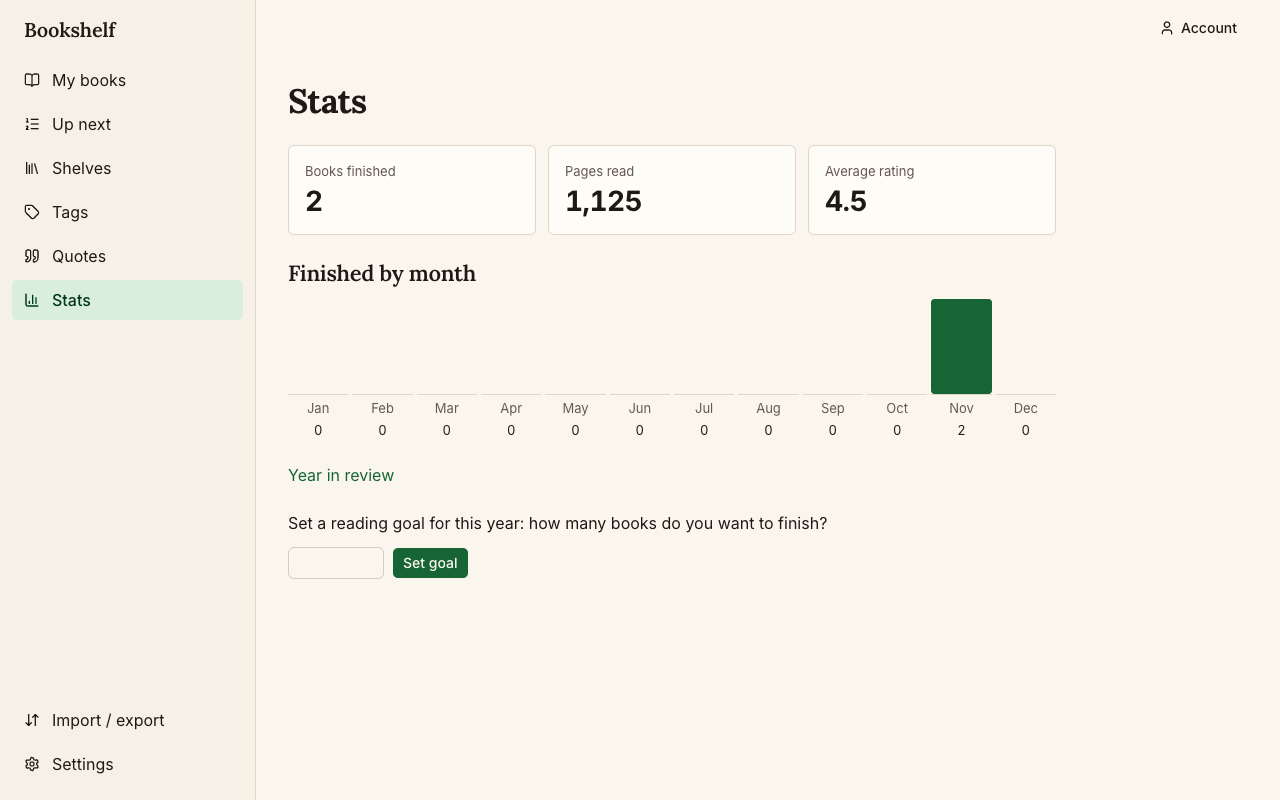 Bookshelf
Account
My books
Up next
Shelves
Tags
Quotes
Stats
Import / export
Settings
Stats
Books finished
2
Pages read
1,125
Average rating
4.5
Finished by month
Jan Feb Mar Apr May Jun Jul Aug Sep Oct Nov Dec
0 0 0 0 0 0 0 0 0 0 2 0
Year in review
Set a reading goal for this year: how many books do you want to finish?
Set goal